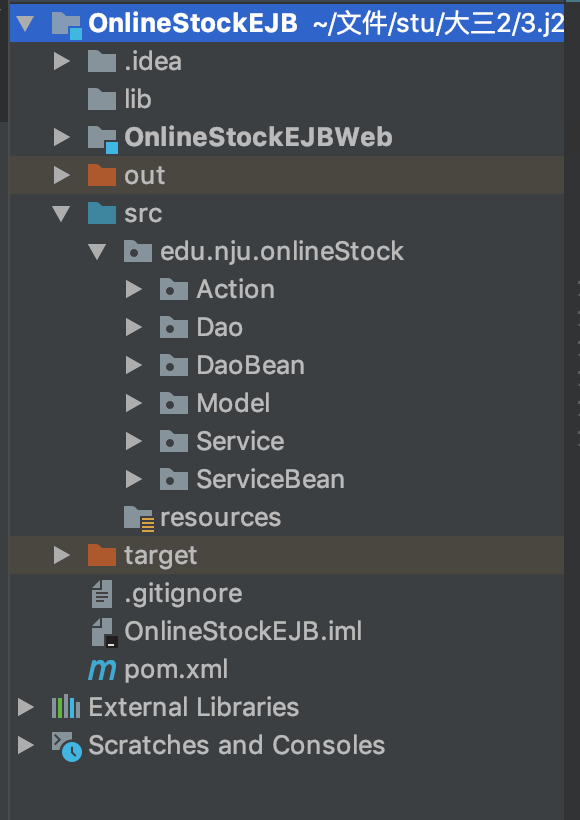 OnlineStockEJB ~/文件/stu/大三2/3.j2
.idea
lib
OnlineStockEJBWeb
out
src
edu.nju.onlineStock
Action
Dao
DaoBean
Model
Service
ServiceBean
resources
target
.gitignore
OnlineStockEJB.iml
pom.xml
External Libraries
Scratches and Consoles